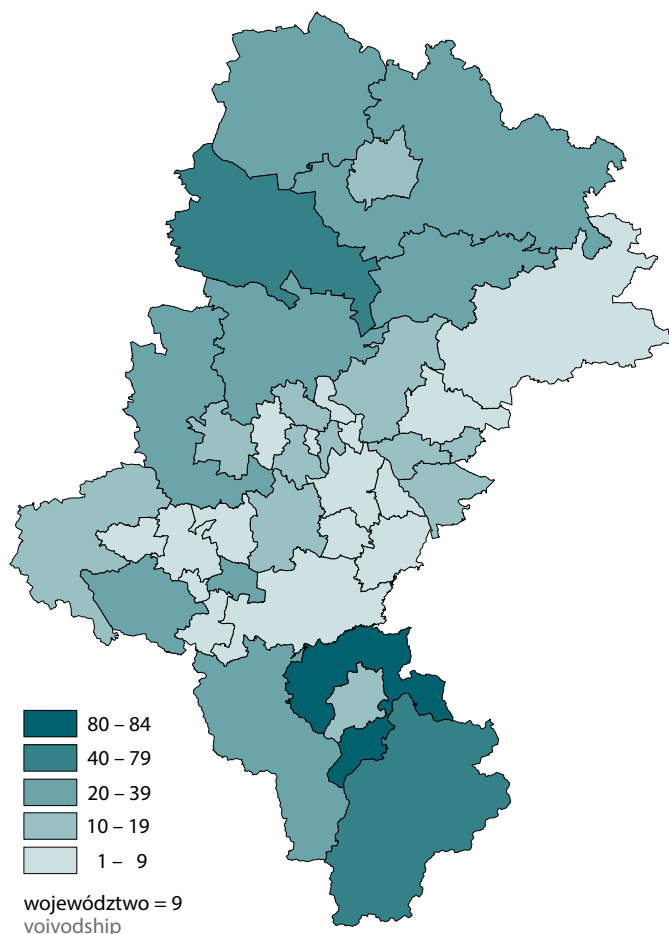 80 – 84
40 – 79
20 – 39
10 – 19
1 – 9
województwo = 9
voivodship